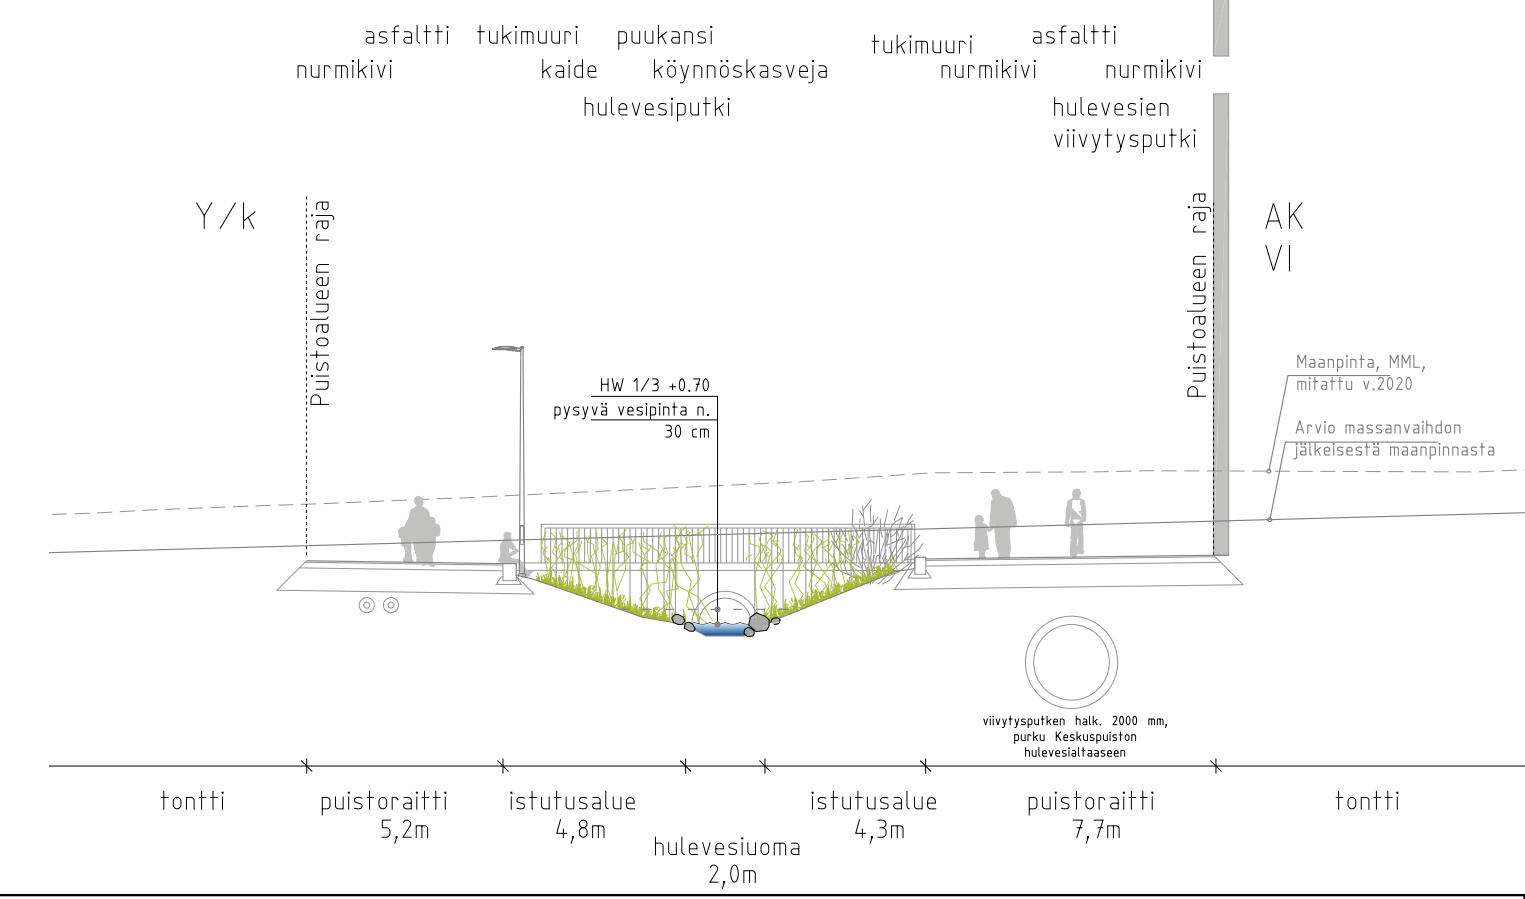 asfaltti tukimuuri puukansi tukimuuri asfaltti
nurmikivi kaide köynnöskasveja nurmikivi nurmikivi
hulevesiputki hulevesien
viivytysputki
Y/k
Puistoalueen raja
Puistoalueen raja
AK
VI
HW 1/3 +0.70
pysyvä vesipinta n.
30 cm
Maanpinta, MML,
mitattu v.2020
Arvio massanvaihdon
jälkeisestä maanpinnasta
viivytysputken halk. 2000 mm,
purku Keskuspuiston
hulevesialtaaseen
tontti puistoraitti istutusalue istutusalue puistoraitti tontti
5,2m 4,8m 4,3m 7,7m
hulevesiuoma
2,0m